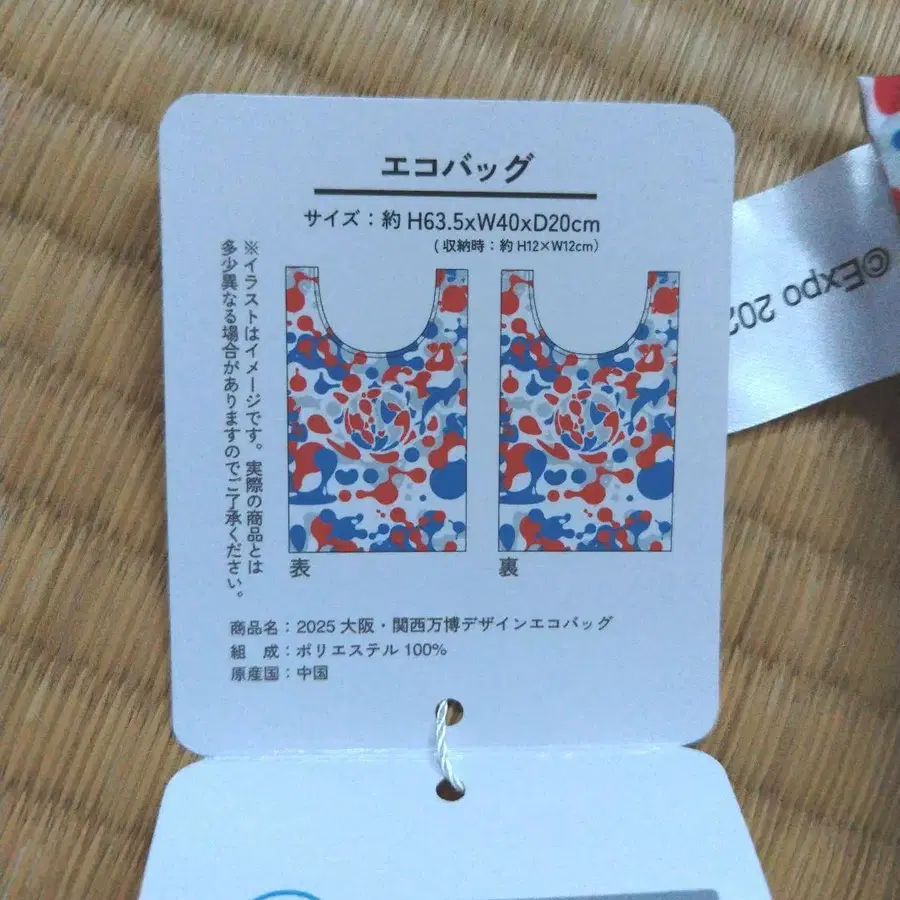 エコバッグ
サイズ：約 H63.5xW40xD20cm
(収納時：約 H12×W12cm)
※イラストはイメージです。実際の商品とは
多少異なる場合がありますのでご了承ください。
表
裏
商品名：2025 大阪・関西万博デザインエコバッグ
組　成：ポリエステル 100%
原産国：中国
©Expo 202